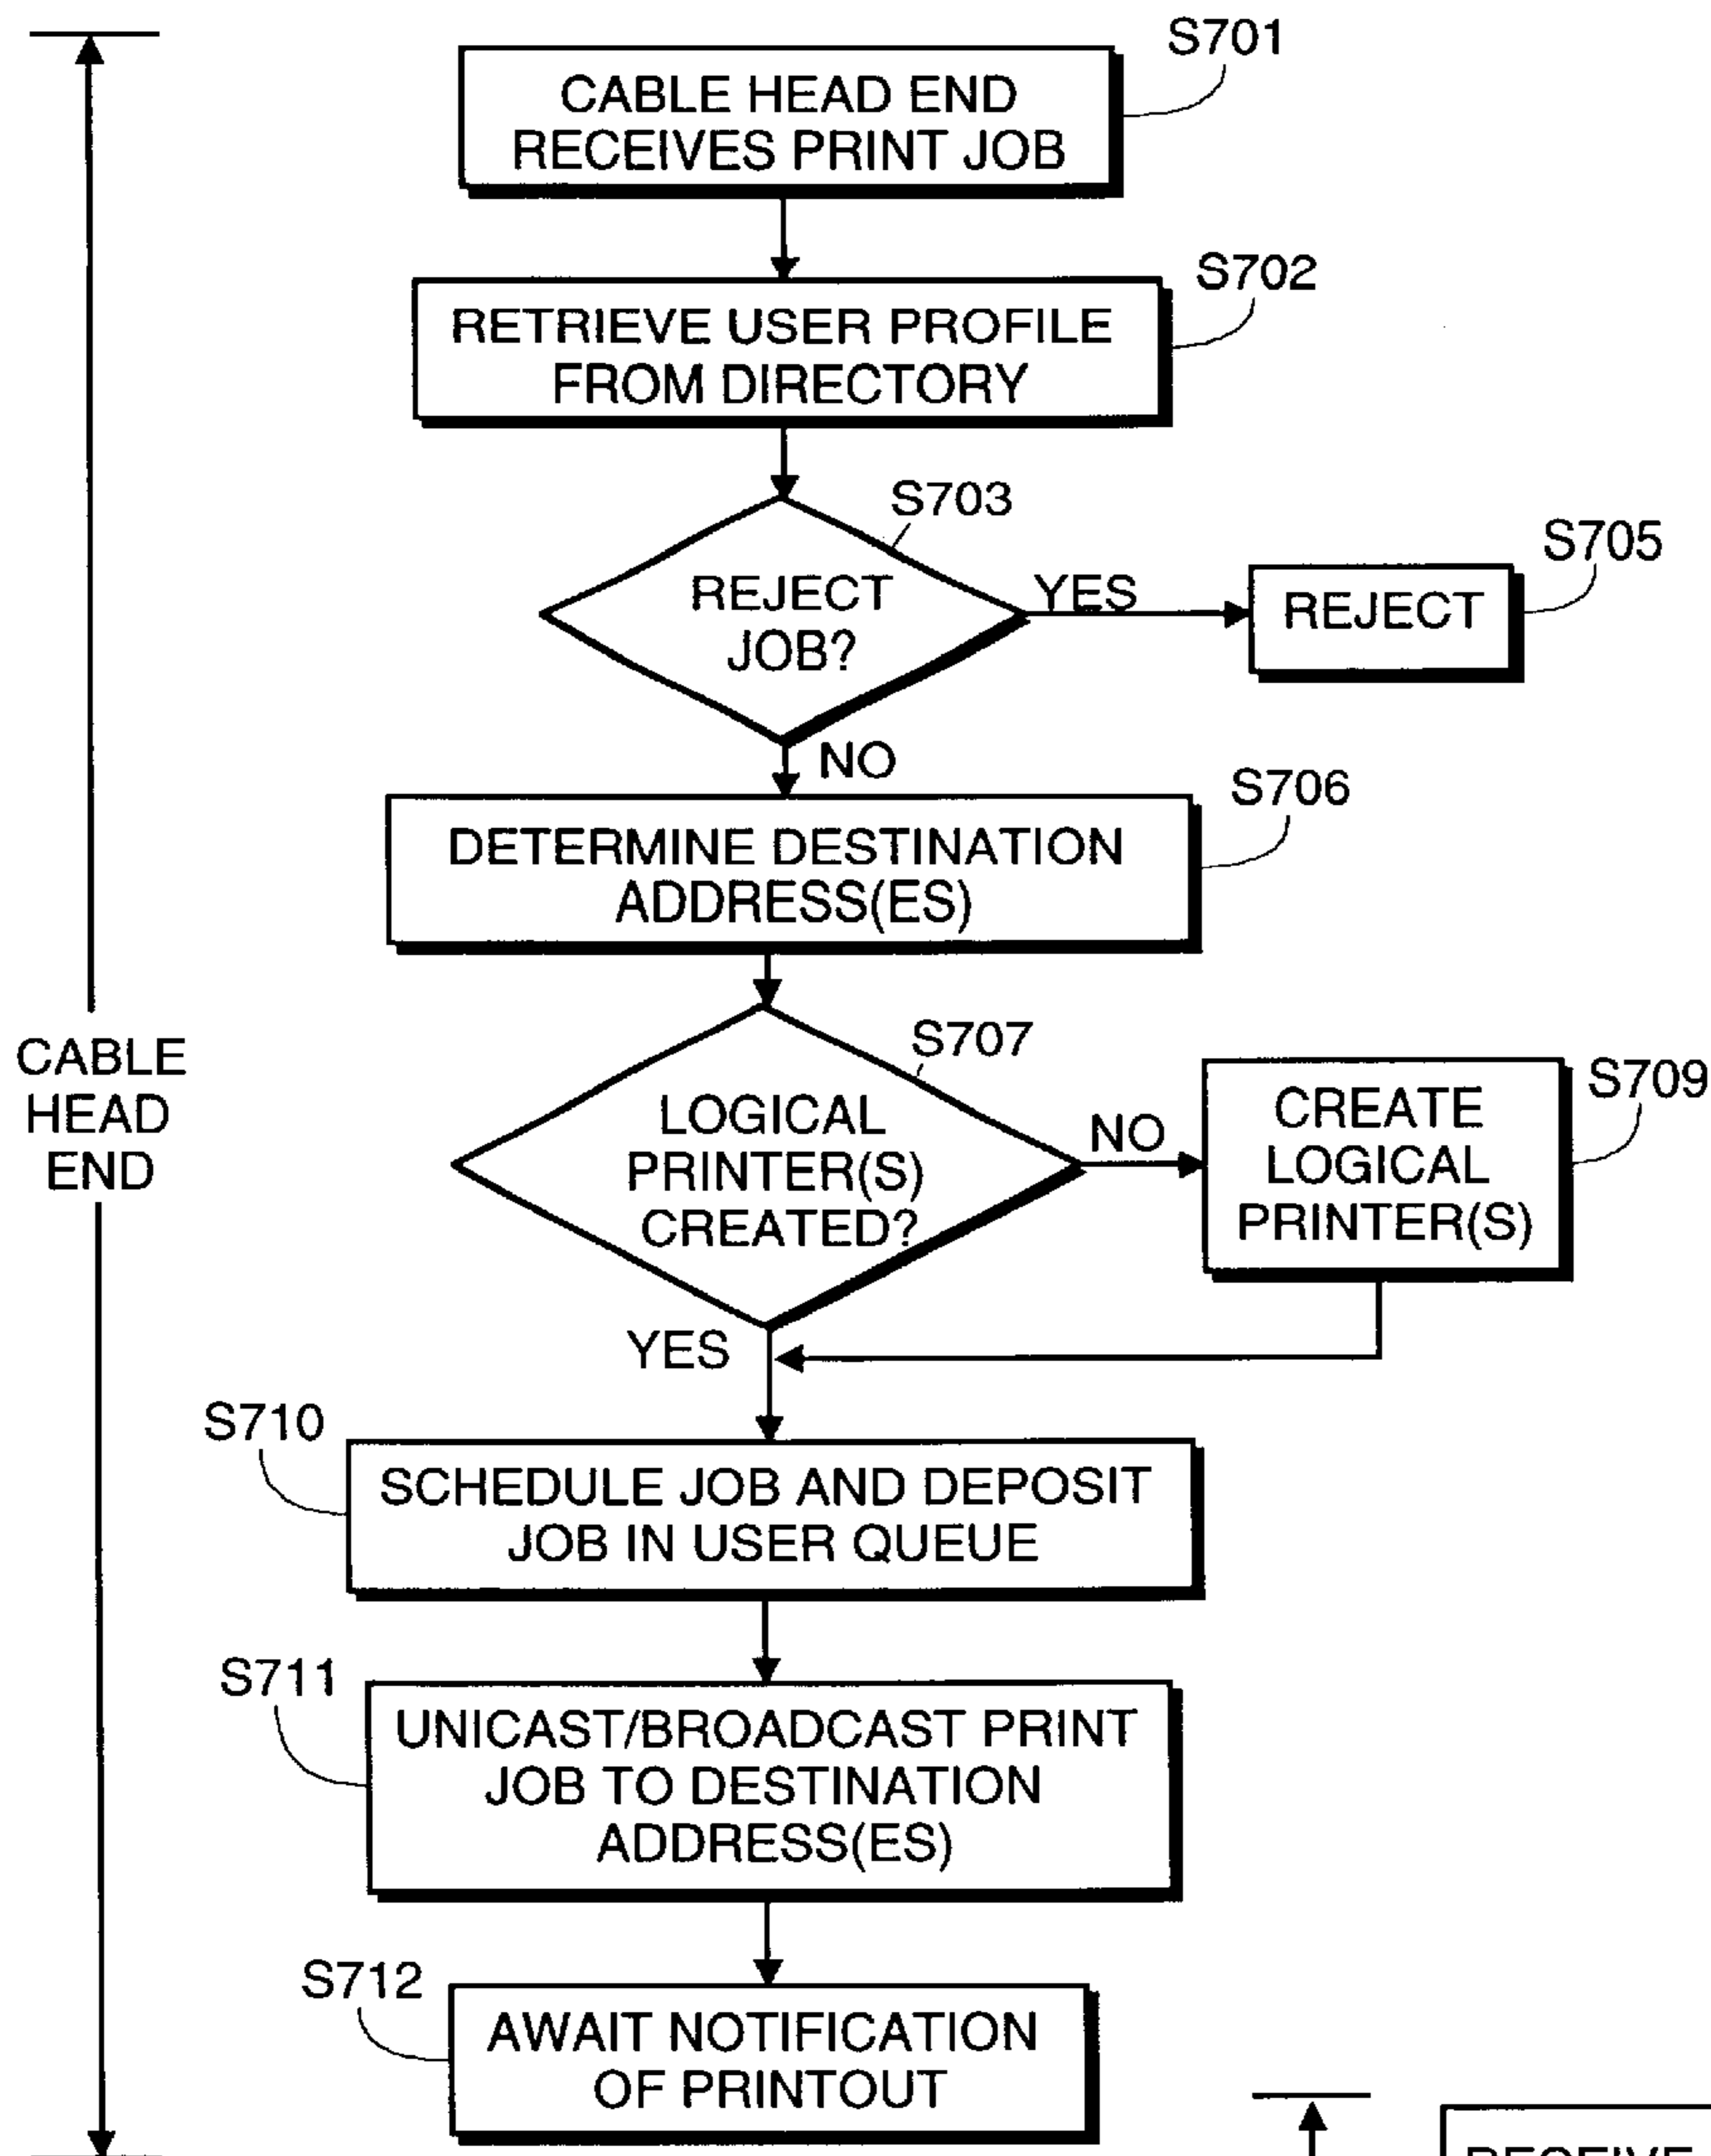 S701
CABLE HEAD END
RECEIVES PRINT JOB
S702
RETRIEVE USER PROFILE
FROM DIRECTORY
S703
REJECT
JOB?
YES
S705
REJECT
NO
S706
DETERMINE DESTINATION
ADDRESS(ES)
CABLE
HEAD
END
S707
LOGICAL
PRINTER(S)
CREATED?
NO
S709
CREATE
LOGICAL
PRINTER(S)
YES
S710
SCHEDULE JOB AND DEPOSIT
JOB IN USER QUEUE
S711
UNICAST/BROADCAST PRINT
JOB TO DESTINATION
ADDRESS(ES)
S712
AWAIT NOTIFICATION
OF PRINTOUT